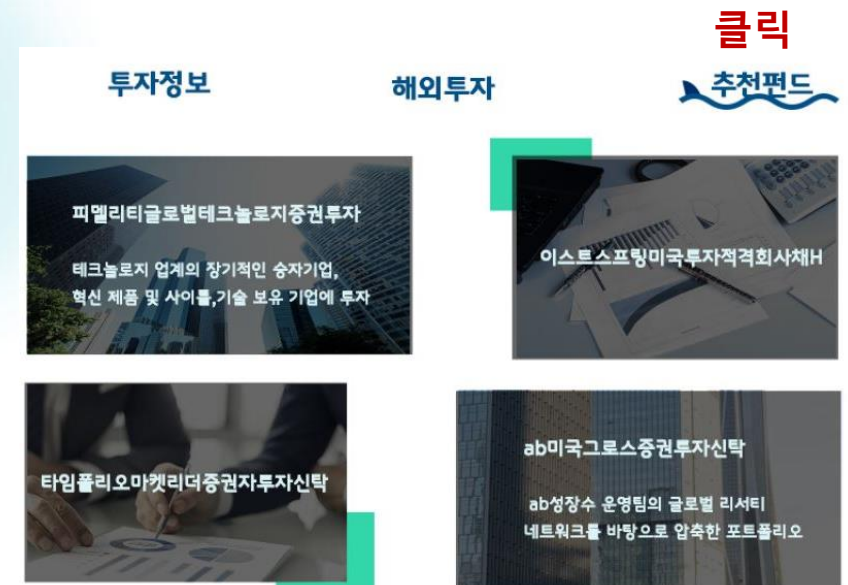 클릭
투자정보
해외투자
추천펀드
피델리티글로벌테크놀로지증권투자
테크놀로지 업계의 장기적인 승자기업,
혁신 제품 및 사이틀,기술 보유 기업에 투자
이스트스프링미국투자적격회사채H
타임폴리오마켓리더증권자투자신탁
ab미국그로스증권투자신탁
ab성장수 운영팀의 글로벌 리서티
네트워크를 바탕으로 압축한 포트폴리오